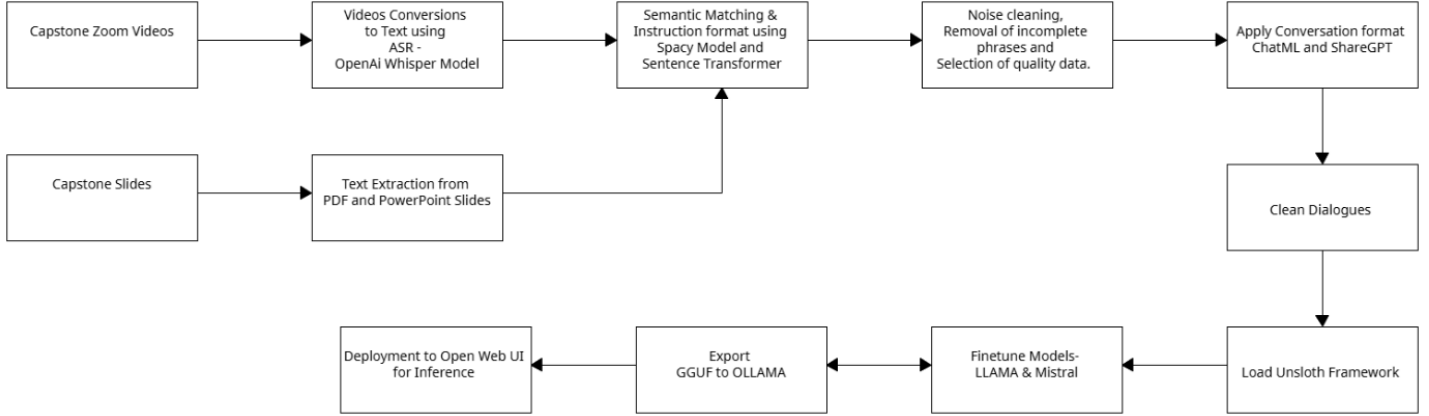 Capstone Zoom Videos
Videos Conversions
to Text using
ASR -
OpenAi Whisper Model
Semantic Matching &
Instruction format using
Spacy Model and
Sentence Transformer
Noise cleaning,
Removal of incomplete
phrases and
Selection of quality data.
Apply Conversation format
ChatML and ShareGPT
Capstone Slides
Text Extraction from
PDF and PowerPoint Slides
Clean Dialogues
Deployment to Open Web UI
for Inference
Export
GGUF to OLLAMA
Finetune Models-
LLAMA & Mistral
Load Unsloth Framework